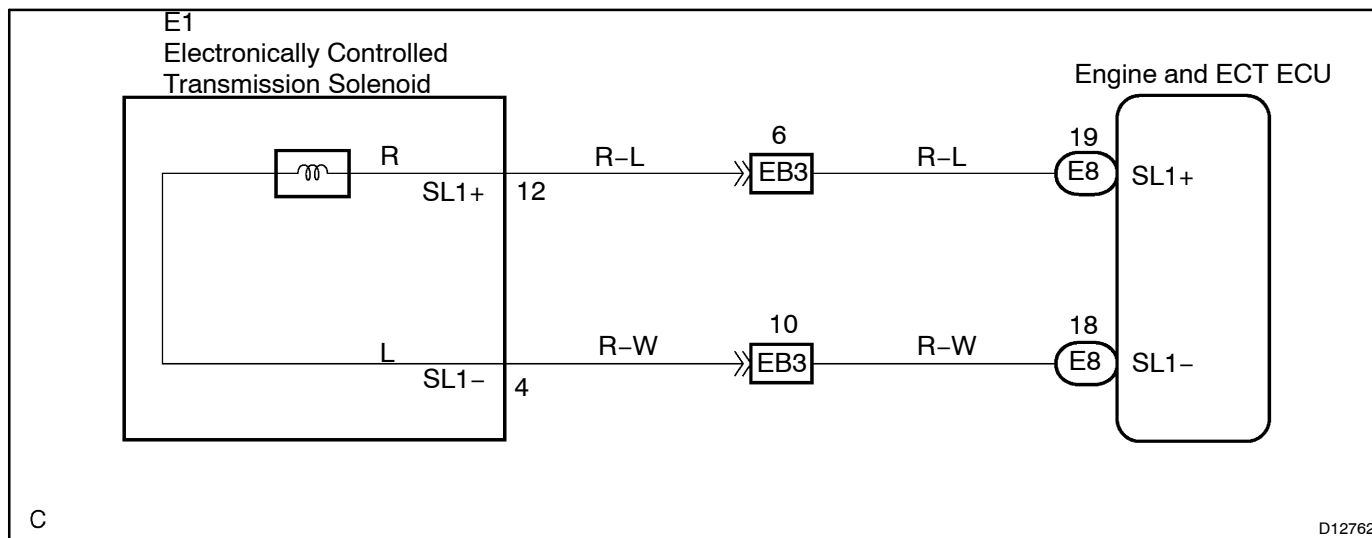 E1
Electronically Controlled
Transmission Solenoid
Engine and ECT ECU
R
SL1+
12
R−L
6
EB3
R−L
19
E8
SL1+
L
SL1−
4
R−W
10
EB3
R−W
18
E8
SL1−
C
D12762